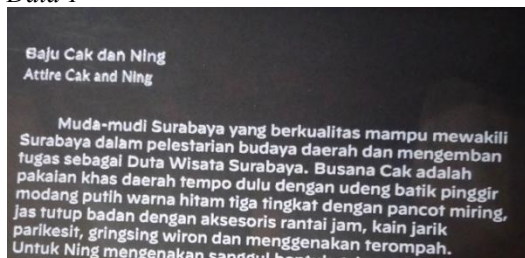 Baju Cak dan Ning
Attire Cak and Ning
Muda-mudi Surabaya yang berkualitas mampu mewakili
Surabaya dalam pelestarian budaya daerah dan mengemban
tugas sebagai Duta Wisata Surabaya. Busana Cak adalah
pakaian khas daerah tempo dulu dengan udeng batik pinggir
modang putih warna hitam tiga tingkat dengan pancot miring,
jas tutup badan dengan aksesoris rantai jam, kain jarik
parikesit, gringsing wiron dan menggenakan terompah.
Untuk Ning mengenakan sanggul